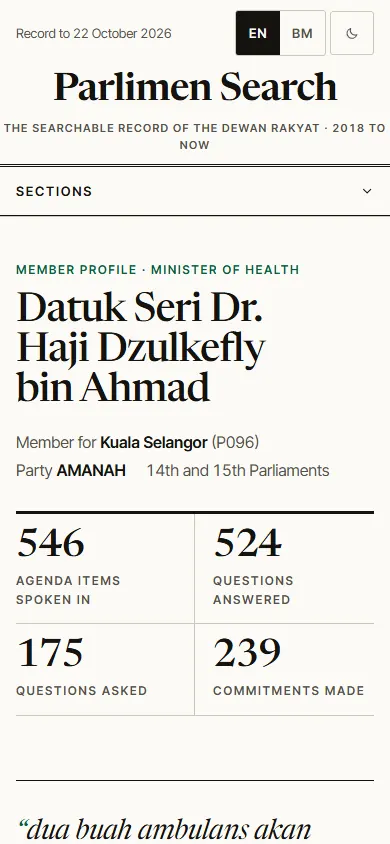 Record to 22 October 2026
EN BM
Parlimen Search
THE SEARCHABLE RECORD OF THE DEWAN RAKYAT · 2018 TO
NOW
SECTIONS
MEMBER PROFILE · MINISTER OF HEALTH
Datuk Seri Dr.
Haji Dzulkefly
bin Ahmad
Member for Kuala Selangor (P096)
Party AMANAH 14th and 15th Parliaments
546
AGENDA ITEMS
SPOKEN IN
524
QUESTIONS
ANSWERED
175
QUESTIONS ASKED
239
COMMITMENTS MADE
“dua buah ambulans akan